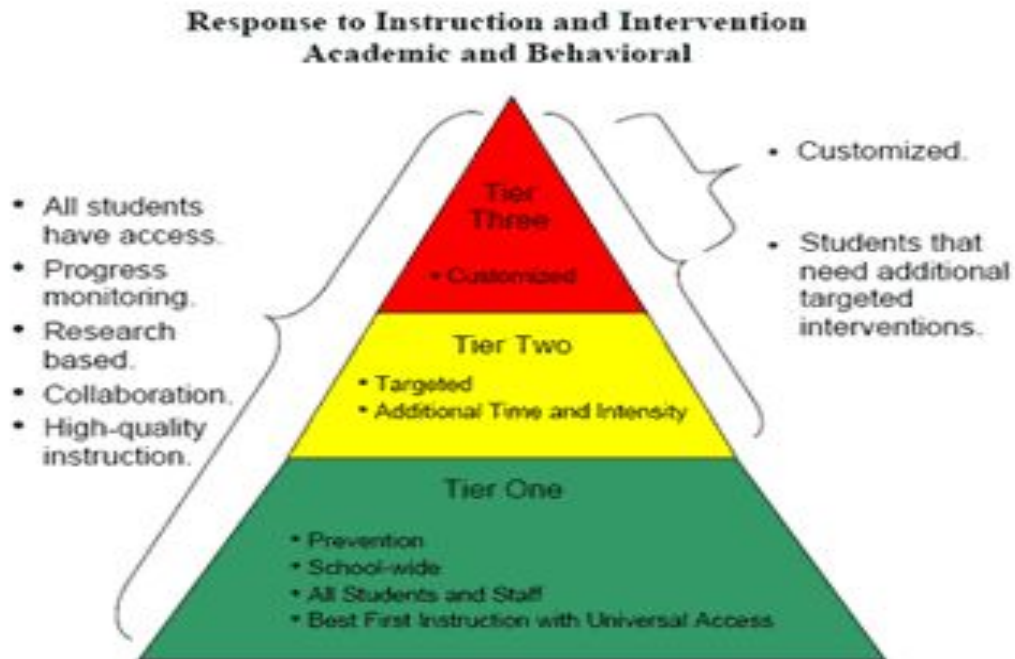 Response to Instruction and Intervention
Academic and Behavioral
• All students
have access.
• Progress
monitoring.
• Research
based.
• Collaboration.
• High-quality
instruction.
Tier
Three
• Customized
Tier Two
• Targeted
• Additional Time and Intensity
Tier One
• Prevention
• School-wide
• All Students and Staff
• Best First Instruction with Universal Access
• Customized.
• Students that
need additional
targeted
interventions.